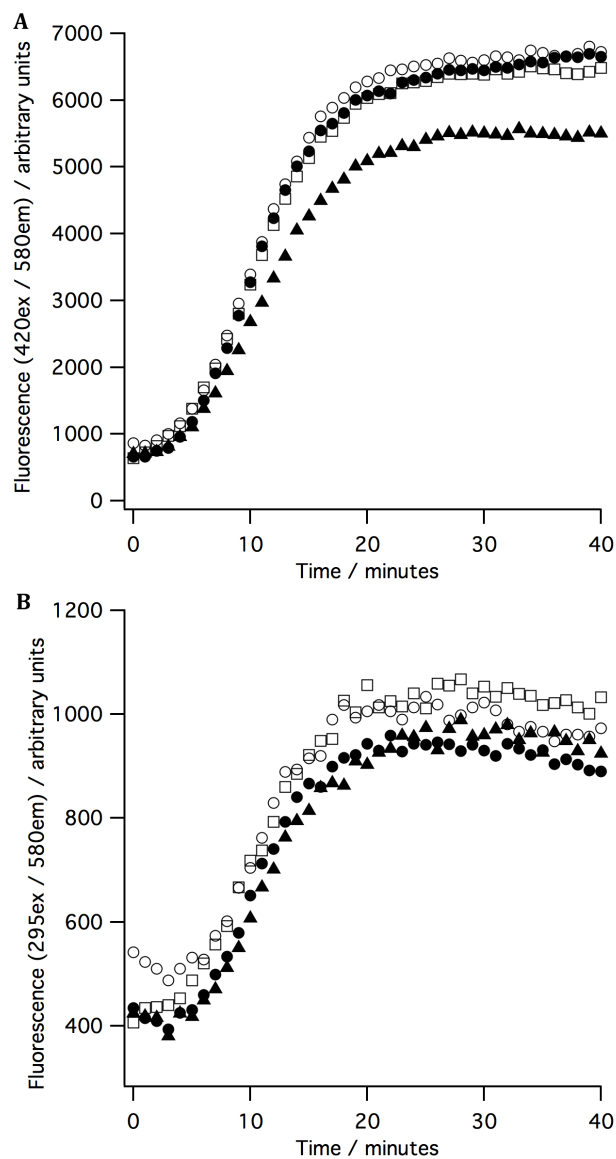 A
7000
6000
5000
4000
3000
2000
1000
0
Fluorescence (420ex / 580em) / arbitrary units
0 10 20 30 40
Time / minutes
B
1200
1000
800
600
400
Fluorescence (295ex / 580em) / arbitrary units
0 10 20 30 40
Time / minutes